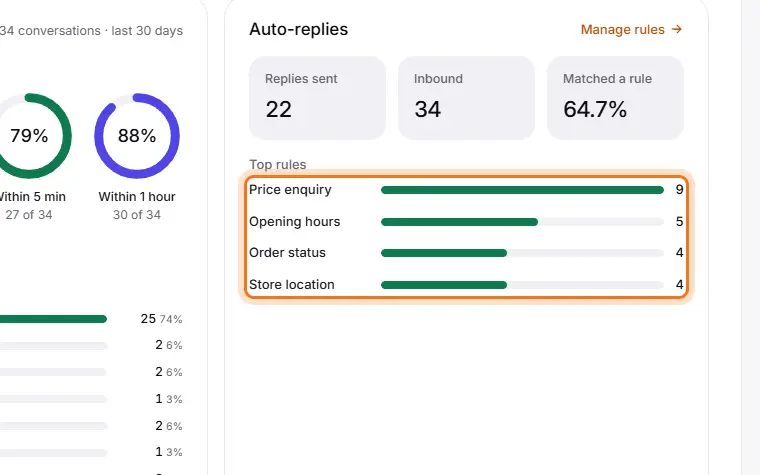 34 conversations · last 30 days
79%
88%
Within 5 min
Within 1 hour
27 of 34
30 of 34
25 74%
2 6%
2 6%
1 3%
2 6%
1 3%
Auto-replies
Manage rules →
Replies sent
Inbound
Matched a rule
22
34
64.7%
Top rules
Price enquiry 9
Opening hours 5
Order status 4
Store location 4